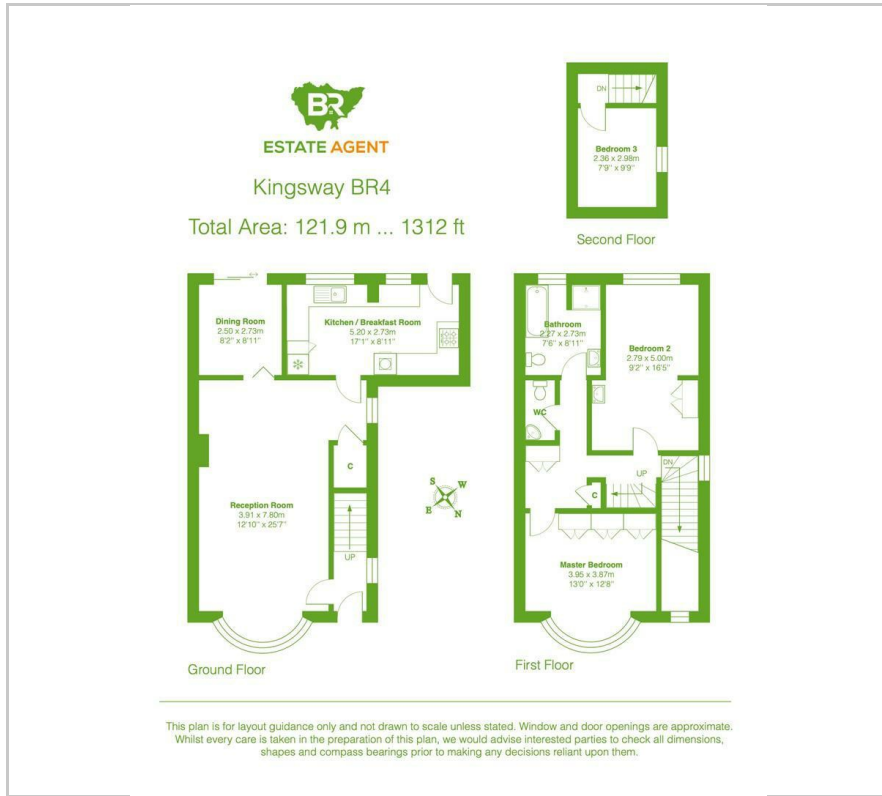 BR
ESTATE AGENT
Kingsway BR4
Total Area: 121.9 m ... 1312 ft
DN
Bedroom 3
2.36 x 2.98m
7'9" x 9'9"
Second Floor
Dining Room
2.50 x 2.73m
8'2" x 8'11"
Kitchen / Breakfast Room
5.20 x 2.73m
17'1" x 8'11"
C
Reception Room
3.91 x 7.80m
12'10" x 25'7"
UP
Ground Floor
S
W
E
N
Bathroom
2.27 x 2.73m
7'6" x 8'11"
Bedroom 2
2.79 x 5.00m
9'2" x 16'5"
WC
DN
UP
C
Master Bedroom
3.95 x 3.87m
13'0" x 12'8"
First Floor
This plan is for layout guidance only and not drawn to scale unless stated. Window and door openings are approximate.
Whilst every care is taken in the preparation of this plan, we would advise interested parties to check all dimensions,
shapes and compass bearings prior to making any decisions reliant upon them.